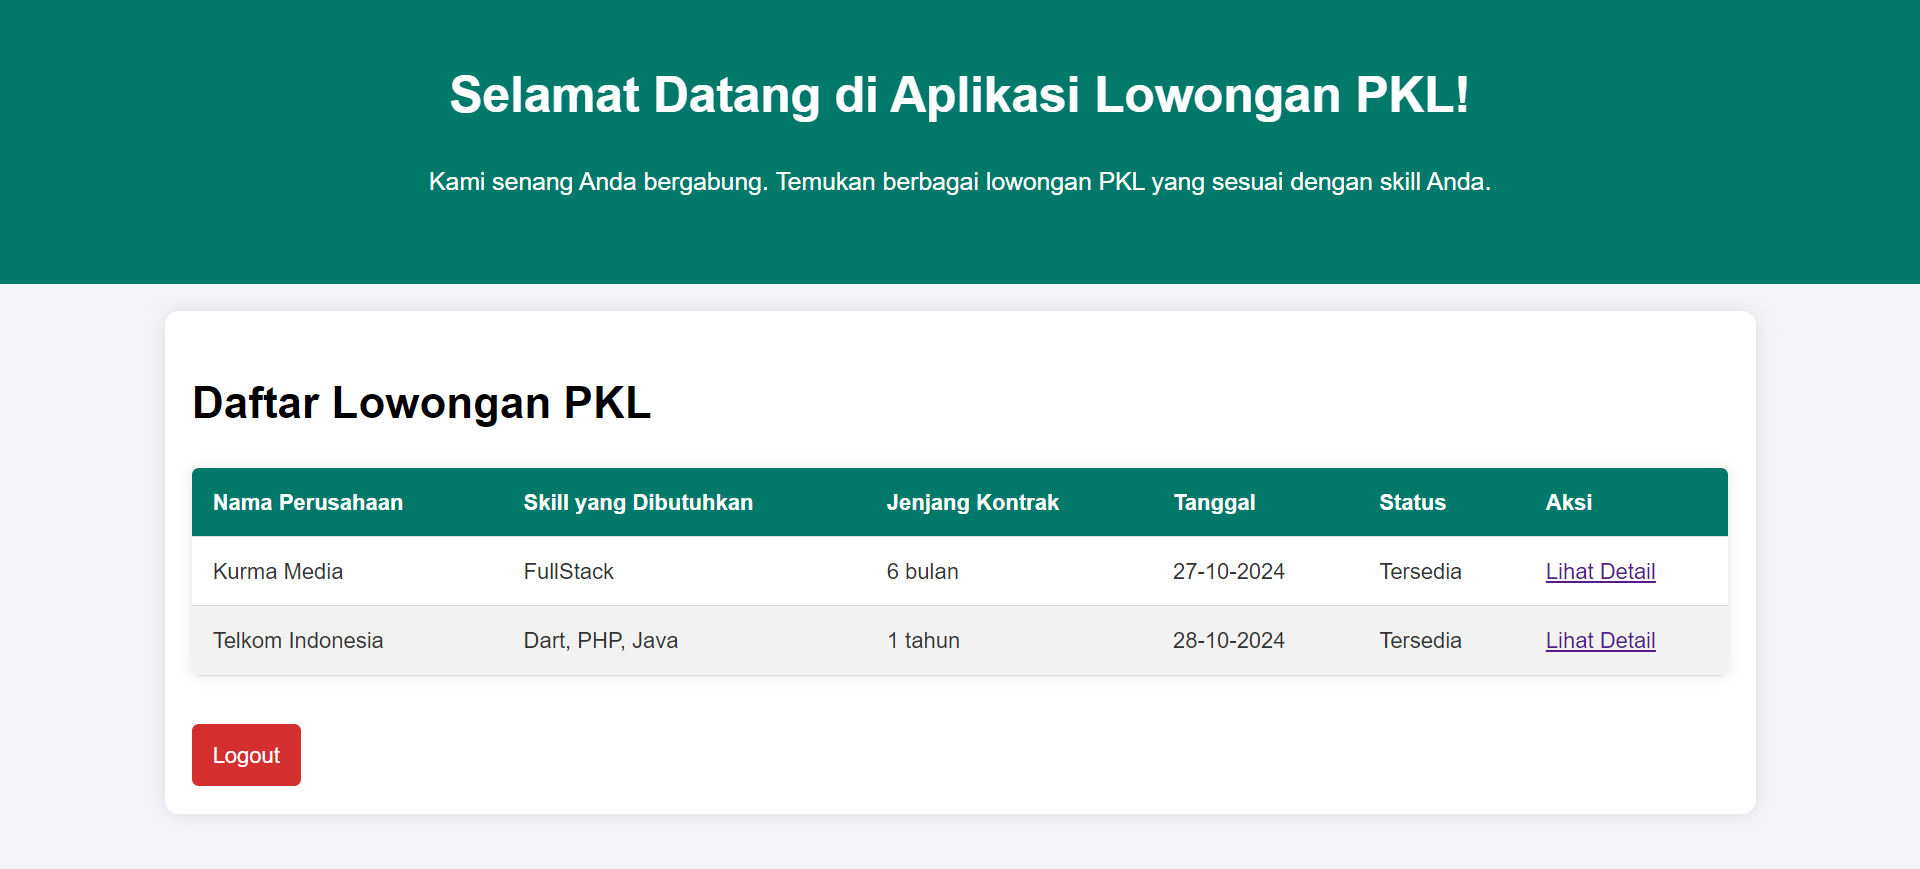 Selamat Datang di Aplikasi Lowongan PKL!
Kami senang Anda bergabung. Temukan berbagai lowongan PKL yang sesuai dengan skill Anda.
Daftar Lowongan PKL
Nama Perusahaan Skill yang Dibutuhkan Jenjang Kontrak Tanggal Status Aksi
Kurma Media FullStack 6 bulan 27-10-2024 Tersedia Lihat Detail
Telkom Indonesia Dart, PHP, Java 1 tahun 28-10-2024 Tersedia Lihat Detail
Logout